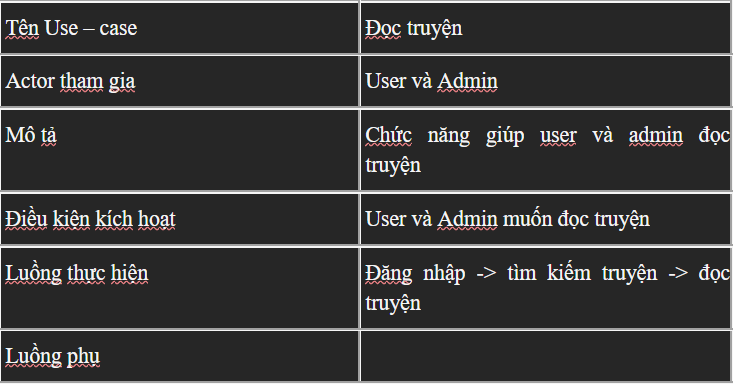 Tên Use – case
Đọc truyện
Actor tham gia
User và Admin
Mô tả
Chức năng giúp user và admin đọc
truyện
Điều kiện kích hoạt
User và Admin muốn đọc truyện
Luồng thực hiện
Đăng nhập -> tìm kiếm truyện -> đọc
truyện
Luồng phụ